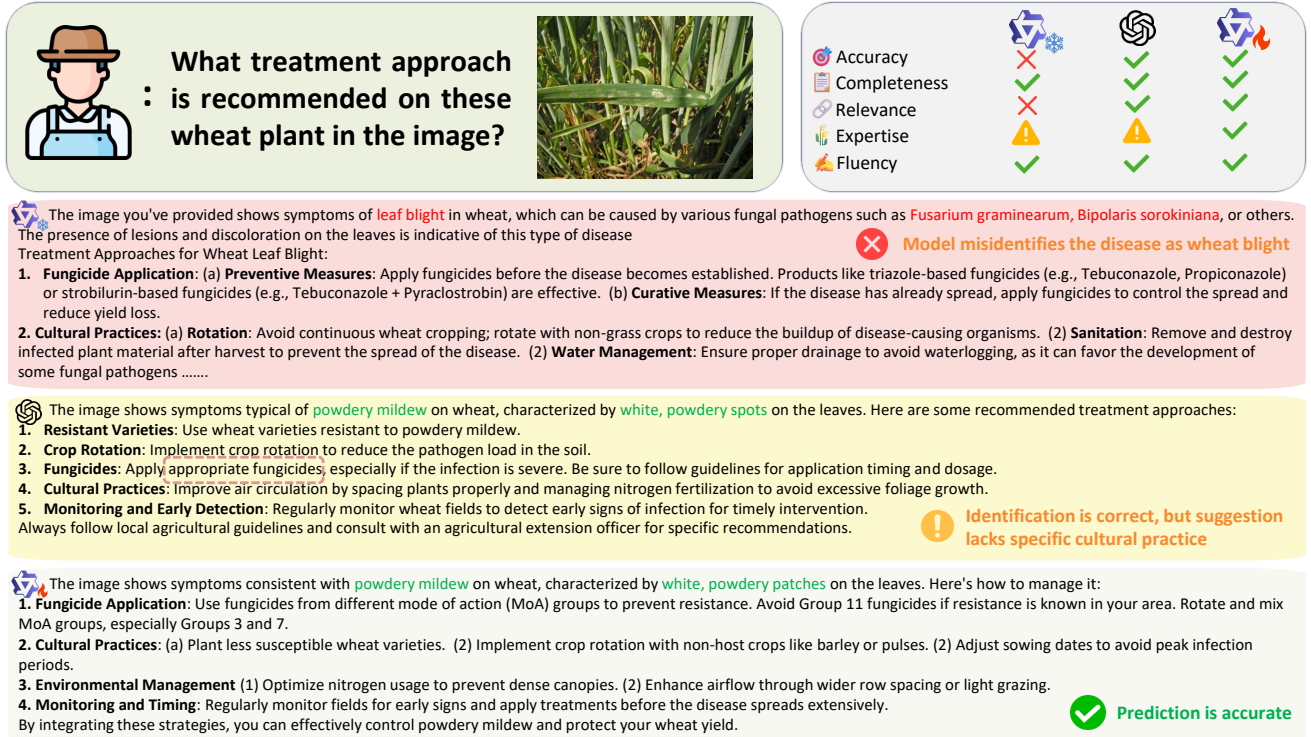 : What treatment approach
is recommended on these
wheat plant in the image?
Accuracy
Completeness
Relevance
Expertise
Fluency
The image you've provided shows symptoms of leaf blight in wheat, which can be caused by various fungal pathogens such as Fusarium graminearum, Bipolaris sorokiniana, or others.
The presence of lesions and discoloration on the leaves is indicative of this type of disease
Model misidentifies the disease as wheat blight
Treatment Approaches for Wheat Leaf Blight:
1. Fungicide Application: (a) Preventive Measures: Apply fungicides before the disease becomes established. Products like triazole-based fungicides (e.g., Tebuconazole, Propiconazole)
or strobilurin-based fungicides (e.g., Tebuconazole + Pyraclostrobin) are effective. (b) Curative Measures: If the disease has already spread, apply fungicides to control the spread and
reduce yield loss.
2. Cultural Practices: (a) Rotation: Avoid continuous wheat cropping; rotate with non-grass crops to reduce the buildup of disease-causing organisms. (2) Sanitation: Remove and destroy
infected plant material after harvest to prevent the spread of the disease. (2) Water Management: Ensure proper drainage to avoid waterlogging, as it can favor the development of
some fungal pathogens …….
The image shows symptoms typical of powdery mildew on wheat, characterized by white, powdery spots on the leaves. Here are some recommended treatment approaches:
1. Resistant Varieties: Use wheat varieties resistant to powdery mildew.
2. Crop Rotation: Implement crop rotation to reduce the pathogen load in the soil.
3. Fungicides: Apply appropriate fungicides, especially if the infection is severe. Be sure to follow guidelines for application timing and dosage.
4. Cultural Practices: Improve air circulation by spacing plants properly and managing nitrogen fertilization to avoid excessive foliage growth.
5. Monitoring and Early Detection: Regularly monitor wheat fields to detect early signs of infection for timely intervention.
Always follow local agricultural guidelines and consult with an agricultural extension officer for specific recommendations.
Identification is correct, but suggestion
lacks specific cultural practice
The image shows symptoms consistent with powdery mildew on wheat, characterized by white, powdery patches on the leaves. Here's how to manage it:
1. Fungicide Application: Use fungicides from different mode of action (MoA) groups to prevent resistance. Avoid Group 11 fungicides if resistance is known in your area. Rotate and mix
MoA groups, especially Groups 3 and 7.
2. Cultural Practices: (a) Plant less susceptible wheat varieties. (2) Implement crop rotation with non-host crops like barley or pulses. (2) Adjust sowing dates to avoid peak infection
periods.
3. Environmental Management (1) Optimize nitrogen usage to prevent dense canopies. (2) Enhance airflow through wider row spacing or light grazing.
4. Monitoring and Timing: Regularly monitor fields for early signs and apply treatments before the disease spreads extensively.
By integrating these strategies, you can effectively control powdery mildew and protect your wheat yield.
Prediction is accurate